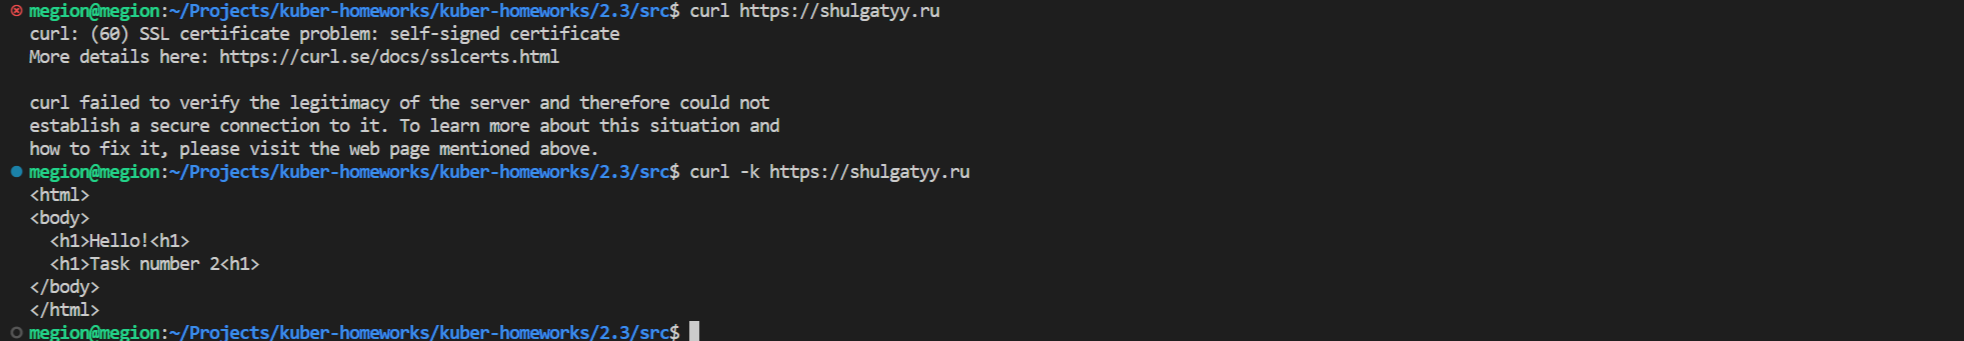 megion@megion:~/Projects/kuber-homeworks/kuber-homeworks/2.3/src$ curl https://shulgatyy.ru
curl: (60) SSL certificate problem: self-signed certificate
More details here: https://curl.se/docs/sslcerts.html

curl failed to verify the legitimacy of the server and therefore could not
establish a secure connection to it. To learn more about this situation and
how to fix it, please visit the web page mentioned above.
megion@megion:~/Projects/kuber-homeworks/kuber-homeworks/2.3/src$ curl -k https://shulgatyy.ru
<html>
<body>
  <h1>Hello!<h1>
  <h1>Task number 2<h1>
</body>
</html>
megion@megion:~/Projects/kuber-homeworks/kuber-homeworks/2.3/src$